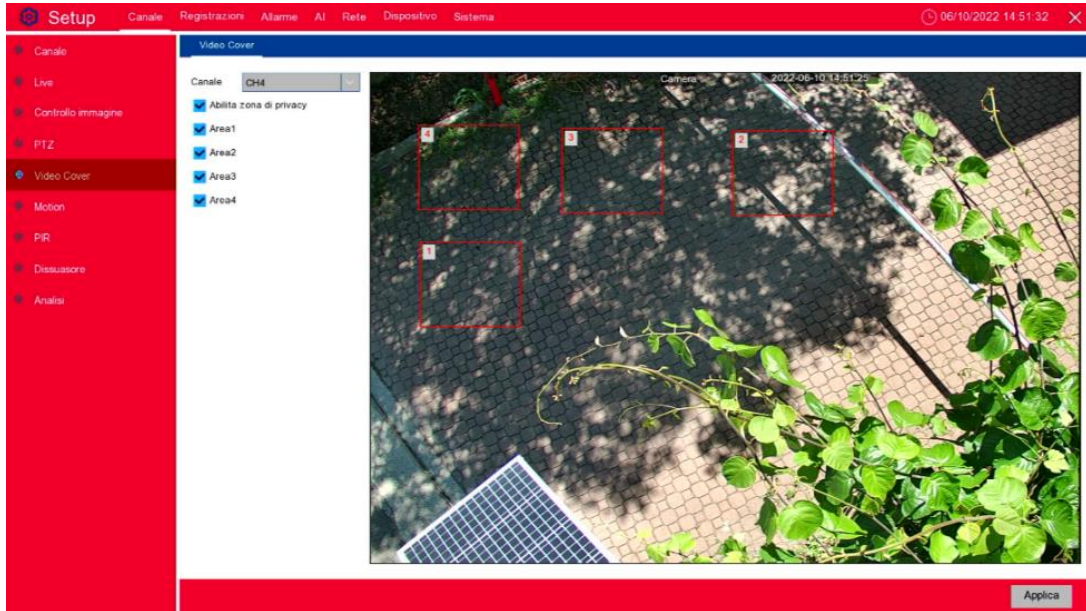 Setup Canale Registrazioni Allarme AI Rete Dispositivo Sistema 06/10/2022 14:51:32
Canale
Live
Controllo immagine
PTZ
Video Cover
Motion
PIR
Dissuasore
Analisi
Video Cover
Canale CH4
Abilita zona di privacy
Area1
Area2
Area3
Area4
Camera 2022-06-10 14:51:25
4 3 2
1
Applica